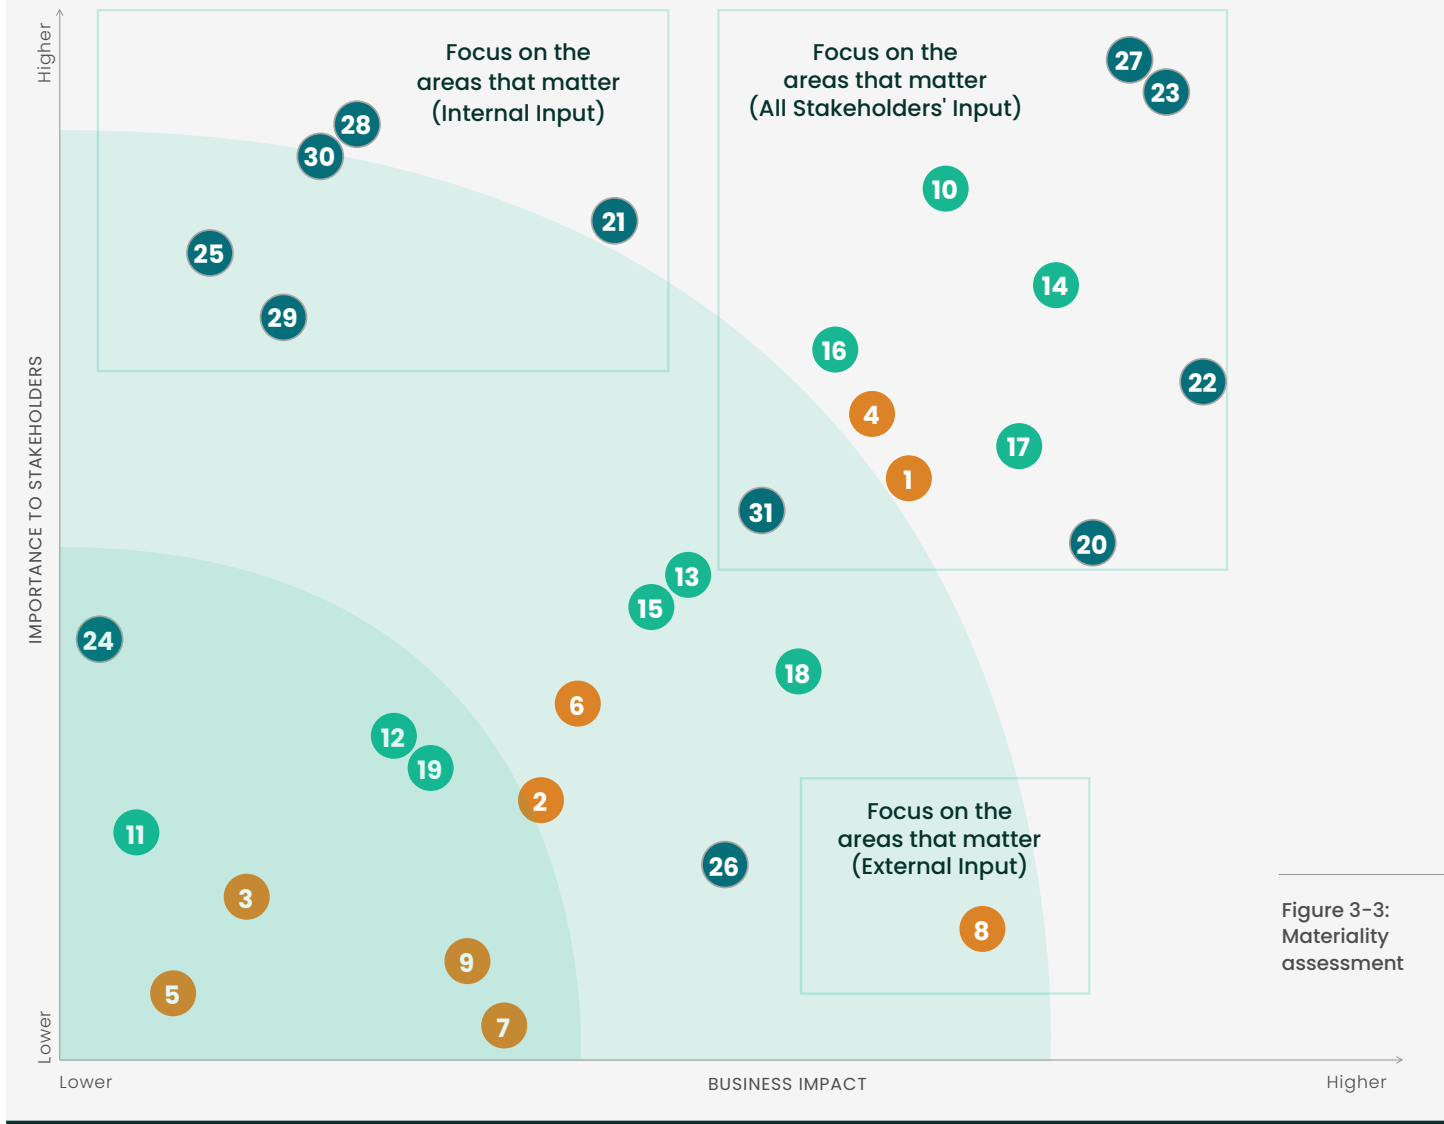 Higher
Focus on the
areas that matter
(Internal Input)
Focus on the
areas that matter
(All Stakeholders' Input)
27
23
28
30
10
21
25
14
29
16
22
4
17
1
31
20
13
15
24
18
6
12
19
2
11
Focus on the
areas that matter
(External Input)
26
3
8
9
5
7
IMPORTANCE TO STAKEHOLDERS
Lower
Lower
BUSINESS IMPACT
Higher
Figure 3-3:
Materiality
assessment